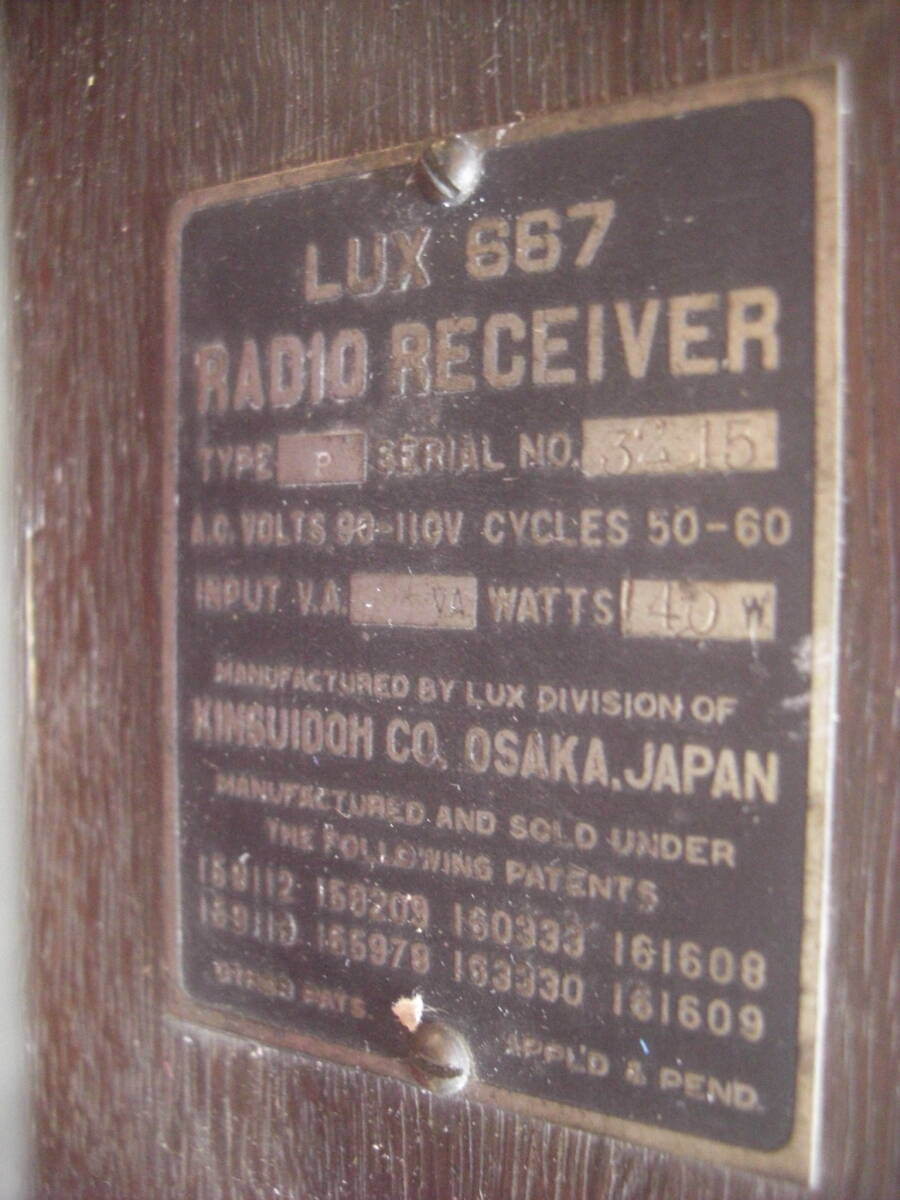 LUX 667
RADIO RECEIVER
TYPE P SERIAL NO. 3215
A.C. VOLTS 90-110V CYCLES 50-60
INPUT V.A. VA WATTS 40 W
MANUFACTURED BY LUX DIVISION OF
KINSUIDOH CO. OSAKA.JAPAN
MANUFACTURED AND SOLD UNDER
THE FOLLOWING PATENTS
159112 159209 160333 161608
165978 163330 161609
PATS. APPL'D & PEND.